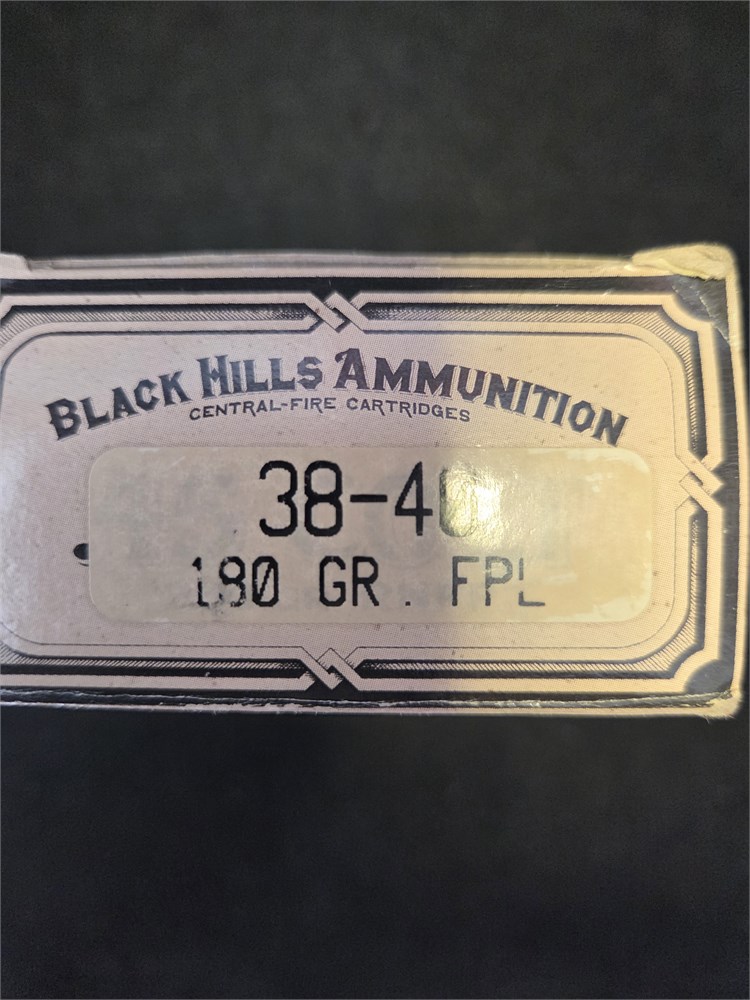 BLACK HILLS AMMUNITION
CENTRAL-FIRE CARTRIDGES
38-40
180 GR. FPL